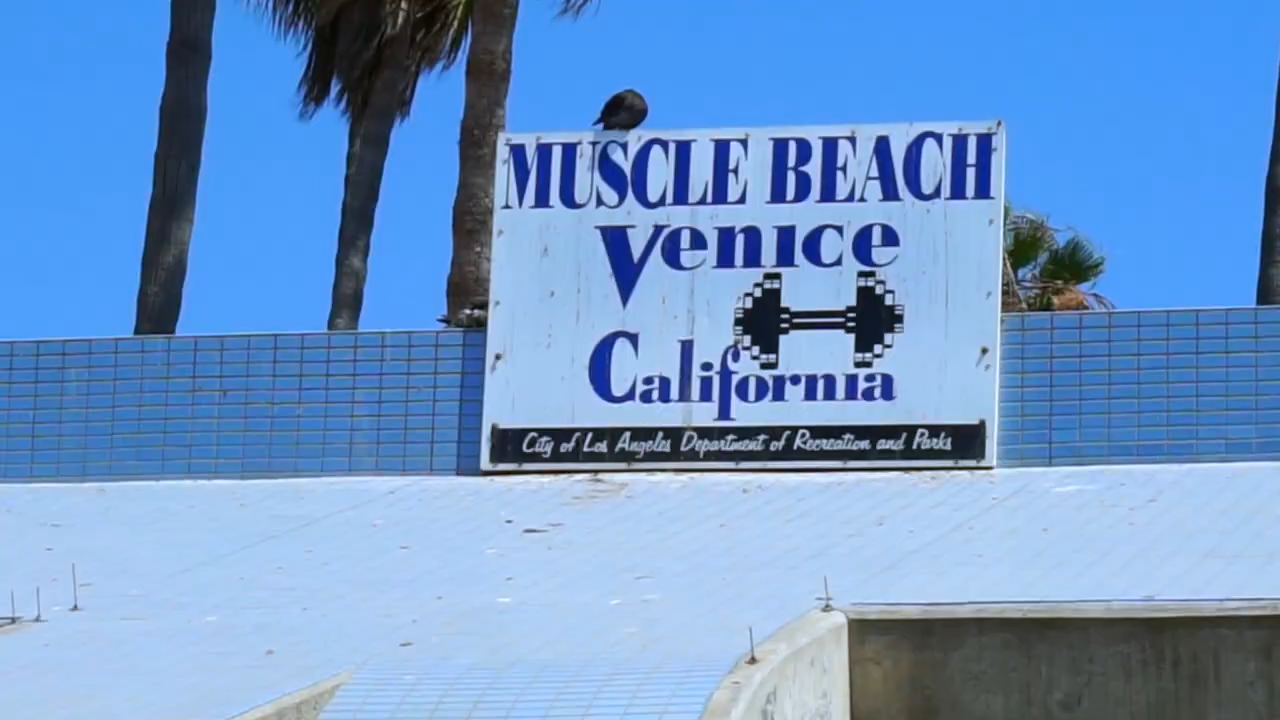 MUSCLE BEACH
Venice
California
City of Los Angeles Department of Recreation and Parks